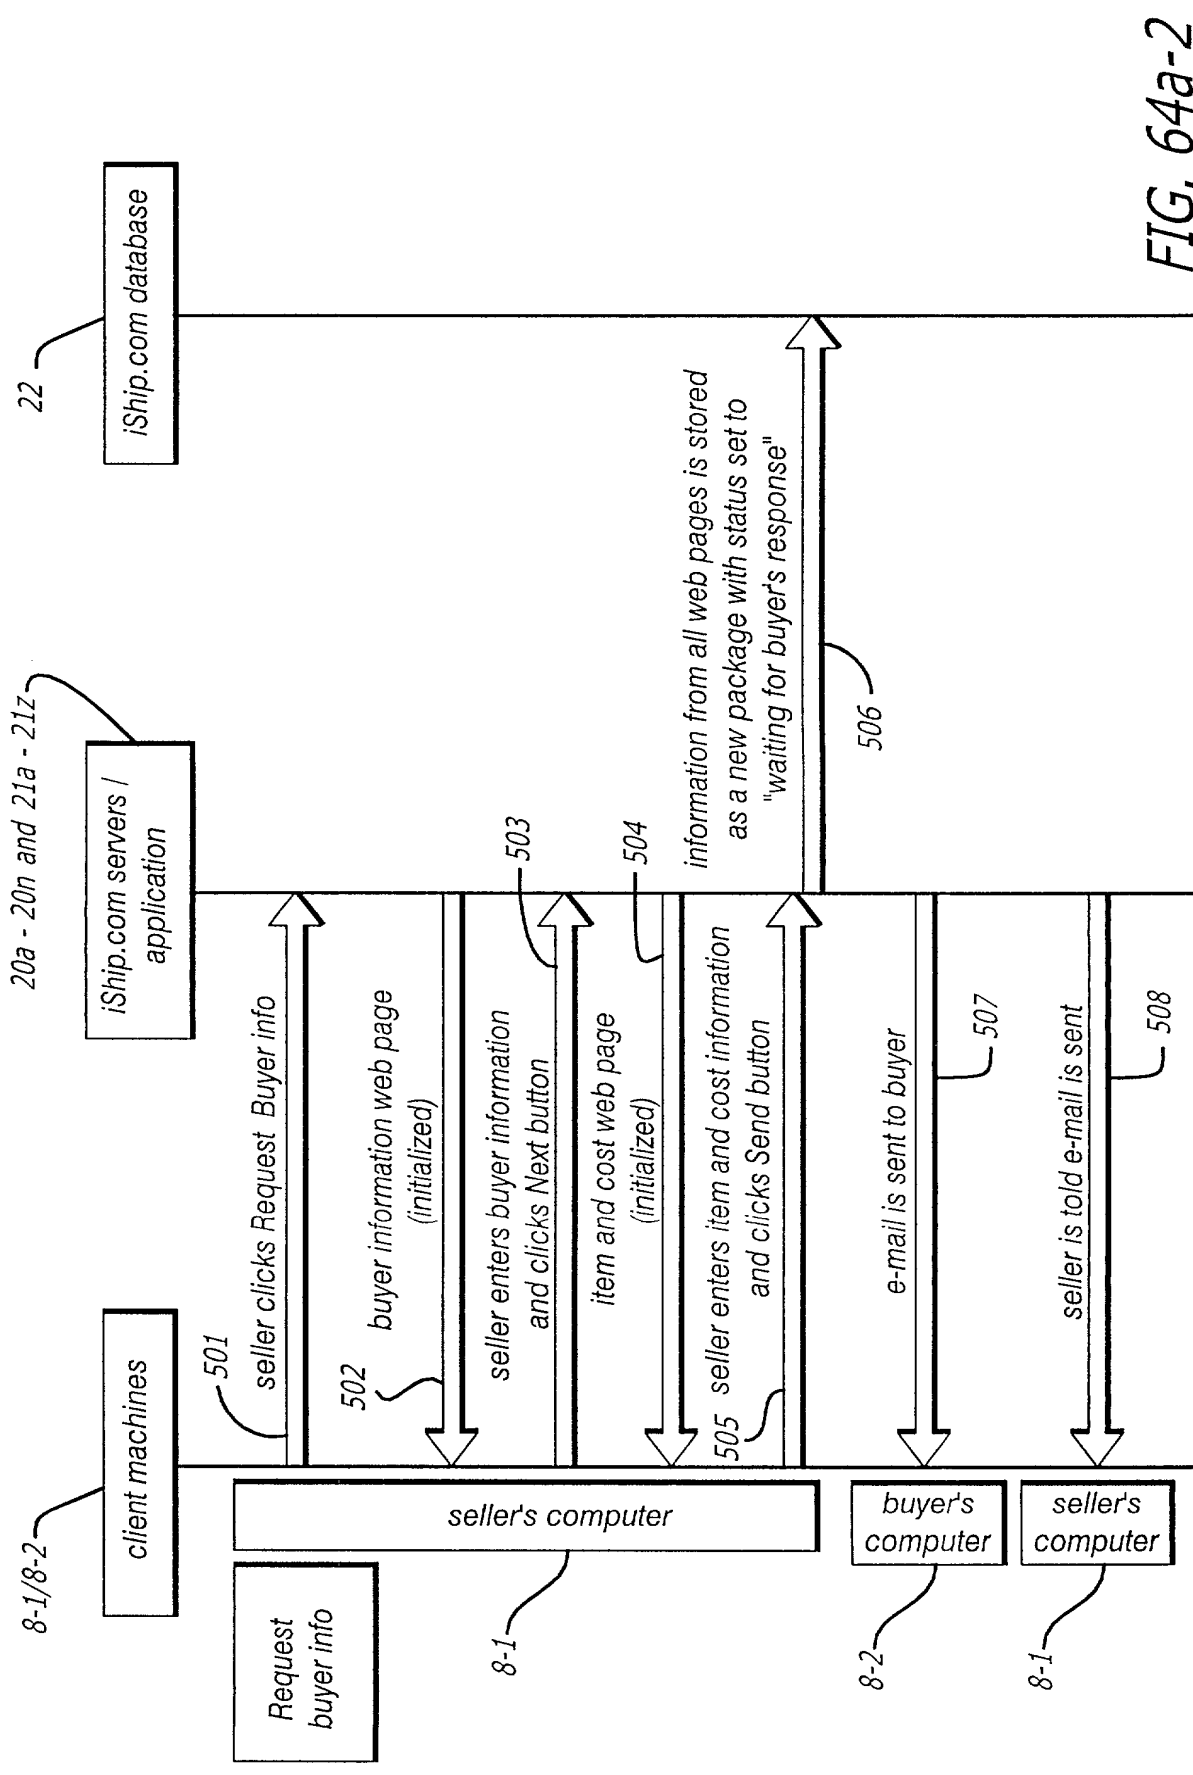 8-1/8-2
client machines
20a - 20n and 21a - 21z
iShip.com servers /
application
22
iShip.com database
Request
buyer info
seller's computer
8-1
501
seller clicks Request Buyer info
502
buyer information web page
(initialized)
503
seller enters buyer information
and clicks Next button
504
item and cost web page
(initialized)
505
seller enters item and cost information
and clicks Send button
information from all web pages is stored
as a new package with status set to
"waiting for buyer's response"
506
buyer's
computer
8-2
e-mail is sent to buyer
507
seller's
computer
8-1
seller is told e-mail is sent
508
FIG. 64a-2